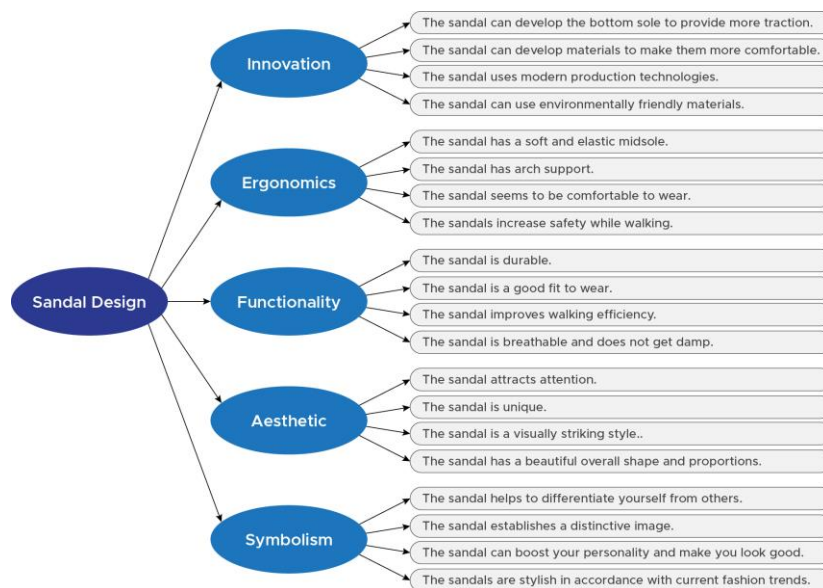 The sandal can develop the bottom sole to provide more traction.
The sandal can develop materials to make them more comfortable.
Innovation
The sandal uses modern production technologies.
The sandal can use environmentally friendly materials.
The sandal has a soft and elastic midsole.
The sandal has arch support.
Ergonomics
The sandal seems to be comfortable to wear.
The sandals increase safety while walking.
The sandal is durable.
The sandal is a good fit to wear.
Sandal Design
Functionality
The sandal improves walking efficiency.
The sandal is breathable and does not get damp.
The sandal attracts attention.
The sandal is unique.
Aesthetic
The sandal is a visually striking style..
The sandal has a beautiful overall shape and proportions.
The sandal helps to differentiate yourself from others.
The sandal establishes a distinctive image.
Symbolism
The sandal can boost your personality and make you look good.
The sandals are stylish in accordance with current fashion trends.